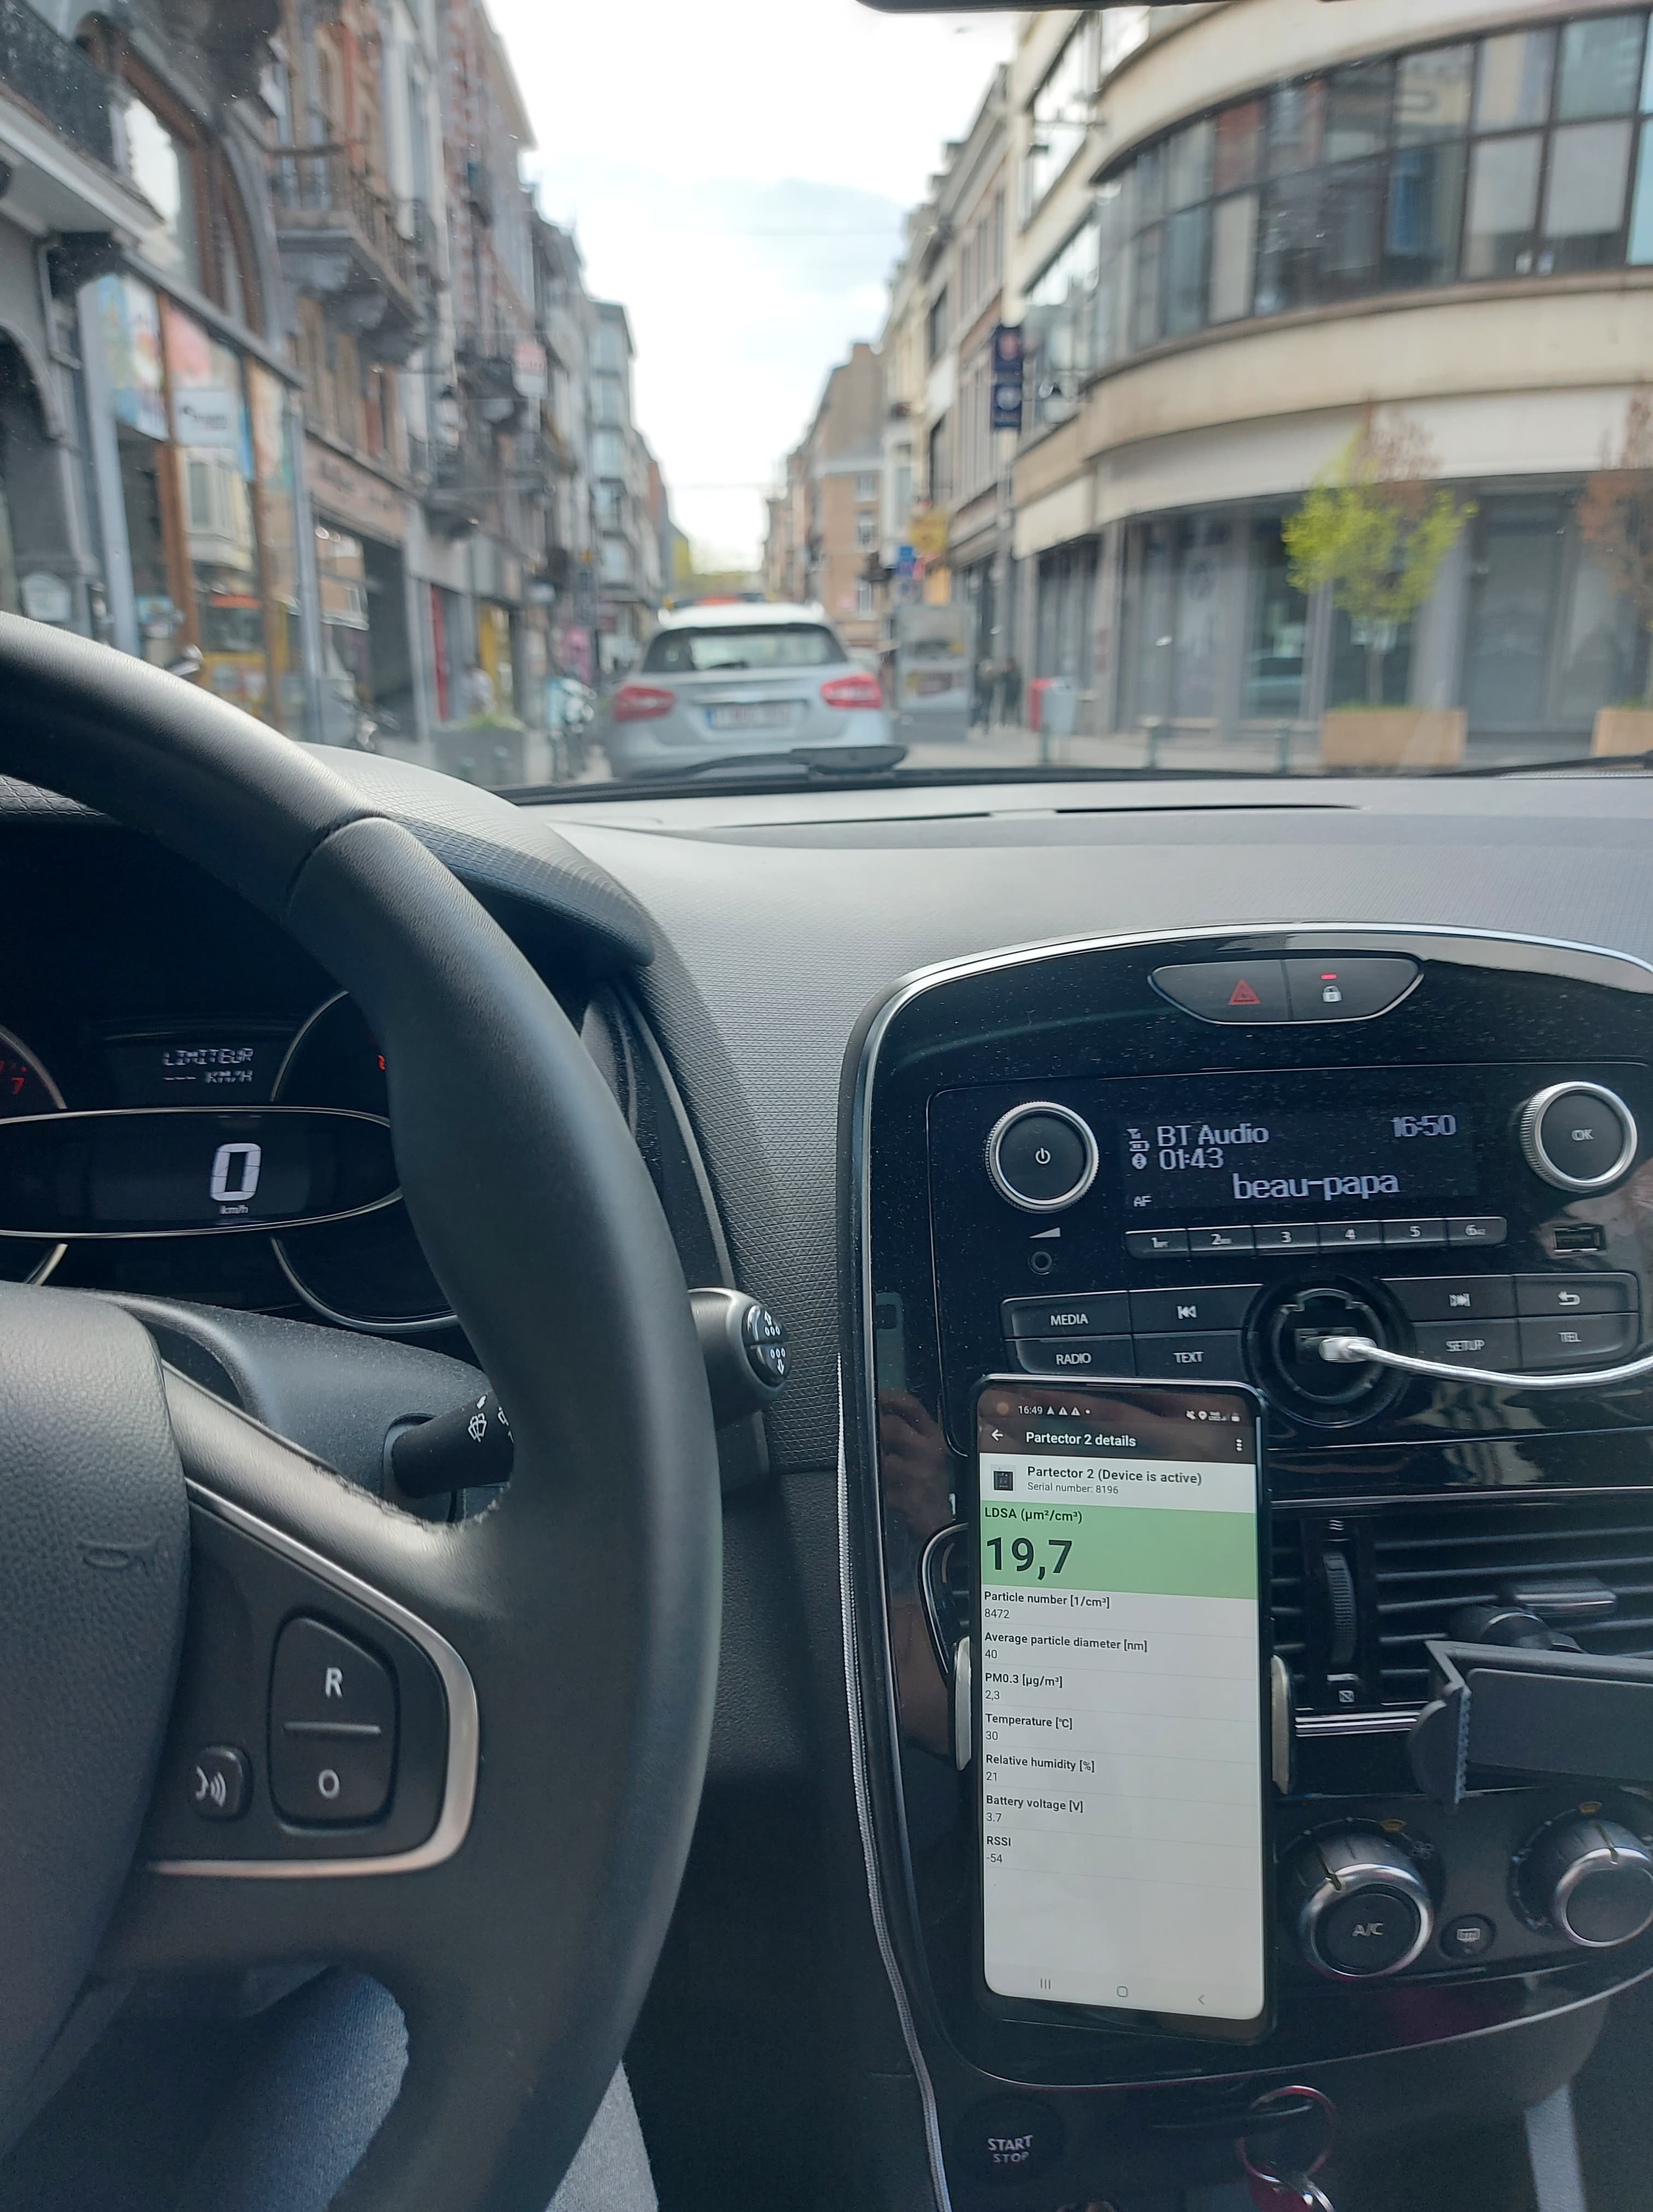 LIMITEUR
--- KM/H
7
0
km/h
BT Audio 16:50
01:43
beau-papa
AF
1 2 3 4 5 6
MEDIA
RADIO TEXT
SETUP TEL
OK
16:49
Partector 2 details
Partector 2 (Device is active)
Serial number: 8196
LDSA (µm²/cm³)
19,7
Particle number [1/cm³]
8472
Average particle diameter [nm]
40
PM0.3 [µg/m³]
2,3
Temperature [°C]
30
Relative humidity [%]
21
Battery voltage [V]
3.7
RSSI
-54
R
O
A/C
START
STOP